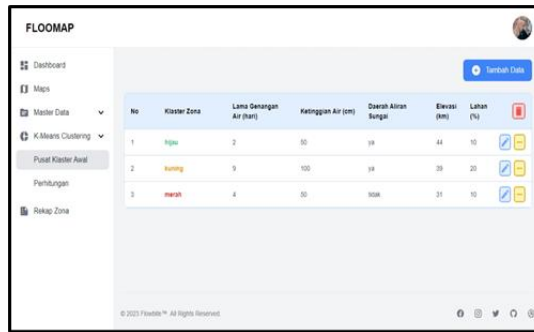 FLOOMAP
Dashboard
Maps
Master Data
K-Means Clustering
Pusat Klaster Awal
Perhitungan
Rekap Zona
Tambah Data
No Klaster Zona Lama Genangan Air (hari) Ketinggian Air (cm) Daerah Aliran Sungai Elevasi (km) Lahan (%)
1 hijau 2 50 ya 44 10
2 kuning 9 100 ya 39 20
3 merah 4 50 tidak 31 10
© 2023 Flowbite™. All Rights Reserved.